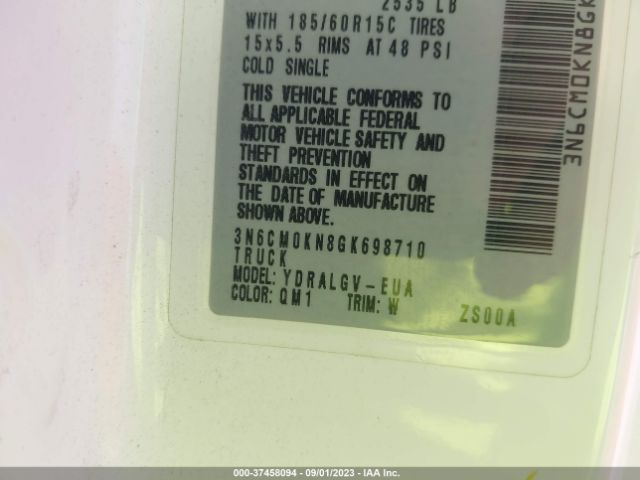 2535 LB
WITH 185/60R15C TIRES
15x5.5 RIMS AT 48 PSI
COLD SINGLE
THIS VEHICLE CONFORMS TO
ALL APPLICABLE FEDERAL
MOTOR VEHICLE SAFETY AND
THEFT PREVENTION
STANDARDS IN EFFECT ON
THE DATE OF MANUFACTURE
SHOWN ABOVE.
3N6CM0KN8GK698710
TRUCK
MODEL: YDRALGV-EUA
COLOR: QM1 TRIM: W ZS00A
3N6CM0KN8GK
000-37458094 - 09/01/2023 - IAA Inc.